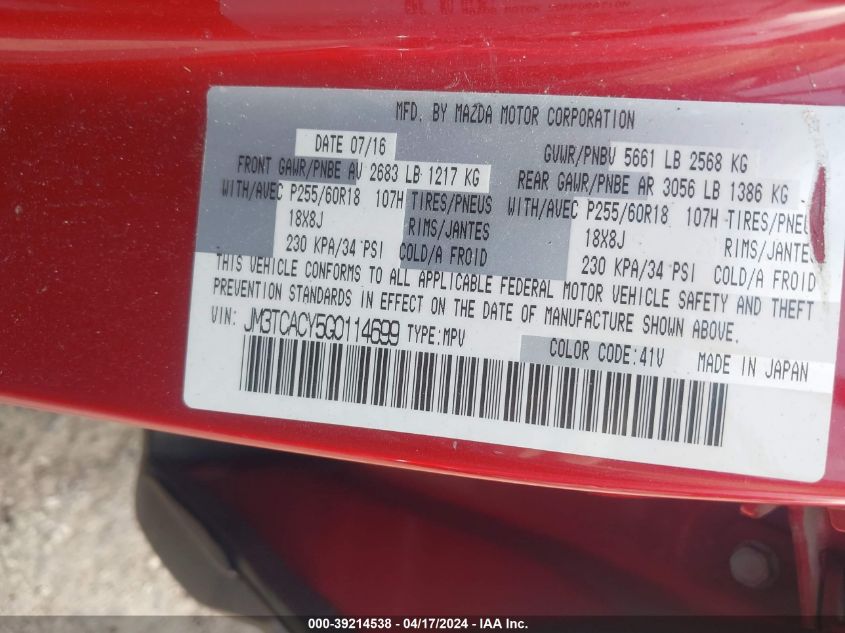 MOTOR CORPORATION
MFD. BY MAZDA MOTOR CORPORATION
DATE 07/16 GVWR/PNBV 5661 LB 2568 KG
FRONT GAWR/PNBE AV 2683 LB 1217 KG REAR GAWR/PNBE AR 3056 LB 1386 KG
WITH/AVEC P255/60R18 107H TIRES/PNEUS WITH/AVEC P255/60R18 107H TIRES/PNEU
18X8J RIMS/JANTES 18X8J RIMS/JANTES
230 KPA/34 PSI COLD/A FROID 230 KPA/34 PSI COLD/A FROID
THIS VEHICLE CONFORMS TO ALL APPLICABLE FEDERAL MOTOR VEHICLE SAFETY AND THEFT
PREVENTION STANDARDS IN EFFECT ON THE DATE OF MANUFACTURE SHOWN ABOVE.
VIN: JM3TCACY5G0114699 TYPE:MPV COLOR CODE:41V MADE IN JAPAN
000-39214538 - 04/17/2024 - IAA, Inc.